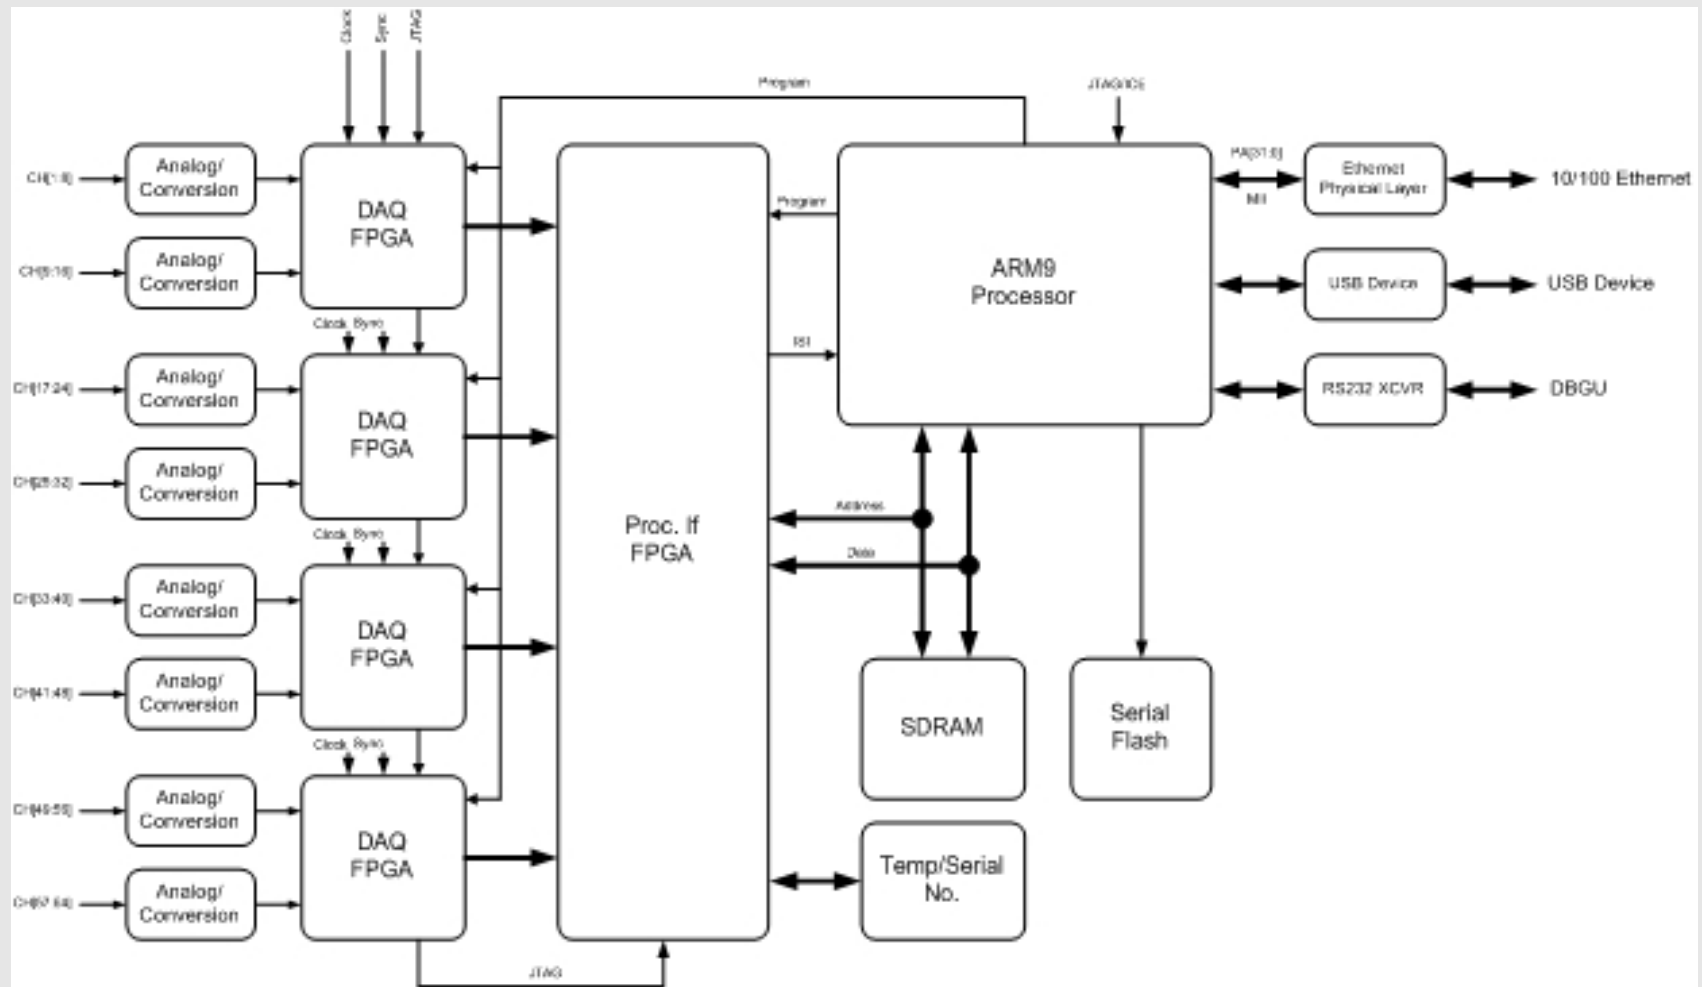 Clock
Sync
JTAG
Program
JTAG/ICE
CH[1:8]
Analog/
Conversion
DAQ
FPGA
CH[9:16]
Analog/
Conversion
Clock Sync
CH[17:24]
Analog/
Conversion
DAQ
FPGA
CH[25:32]
Analog/
Conversion
Clock Sync
CH[33:40]
Analog/
Conversion
DAQ
FPGA
CH[41:48]
Analog/
Conversion
Clock Sync
CH[49:56]
Analog/
Conversion
DAQ
FPGA
CH[57:64]
Analog/
Conversion
JTAG
Proc. If
FPGA
Program
ARM9
Processor
Address
Data
SDRAM
Serial
Flash
Temp/Serial
No.
PA[31:0]
MII
Ethernet
Physical Layer
10/100 Ethernet
USB Device
USB Device
RS232 XCVR
DBGU